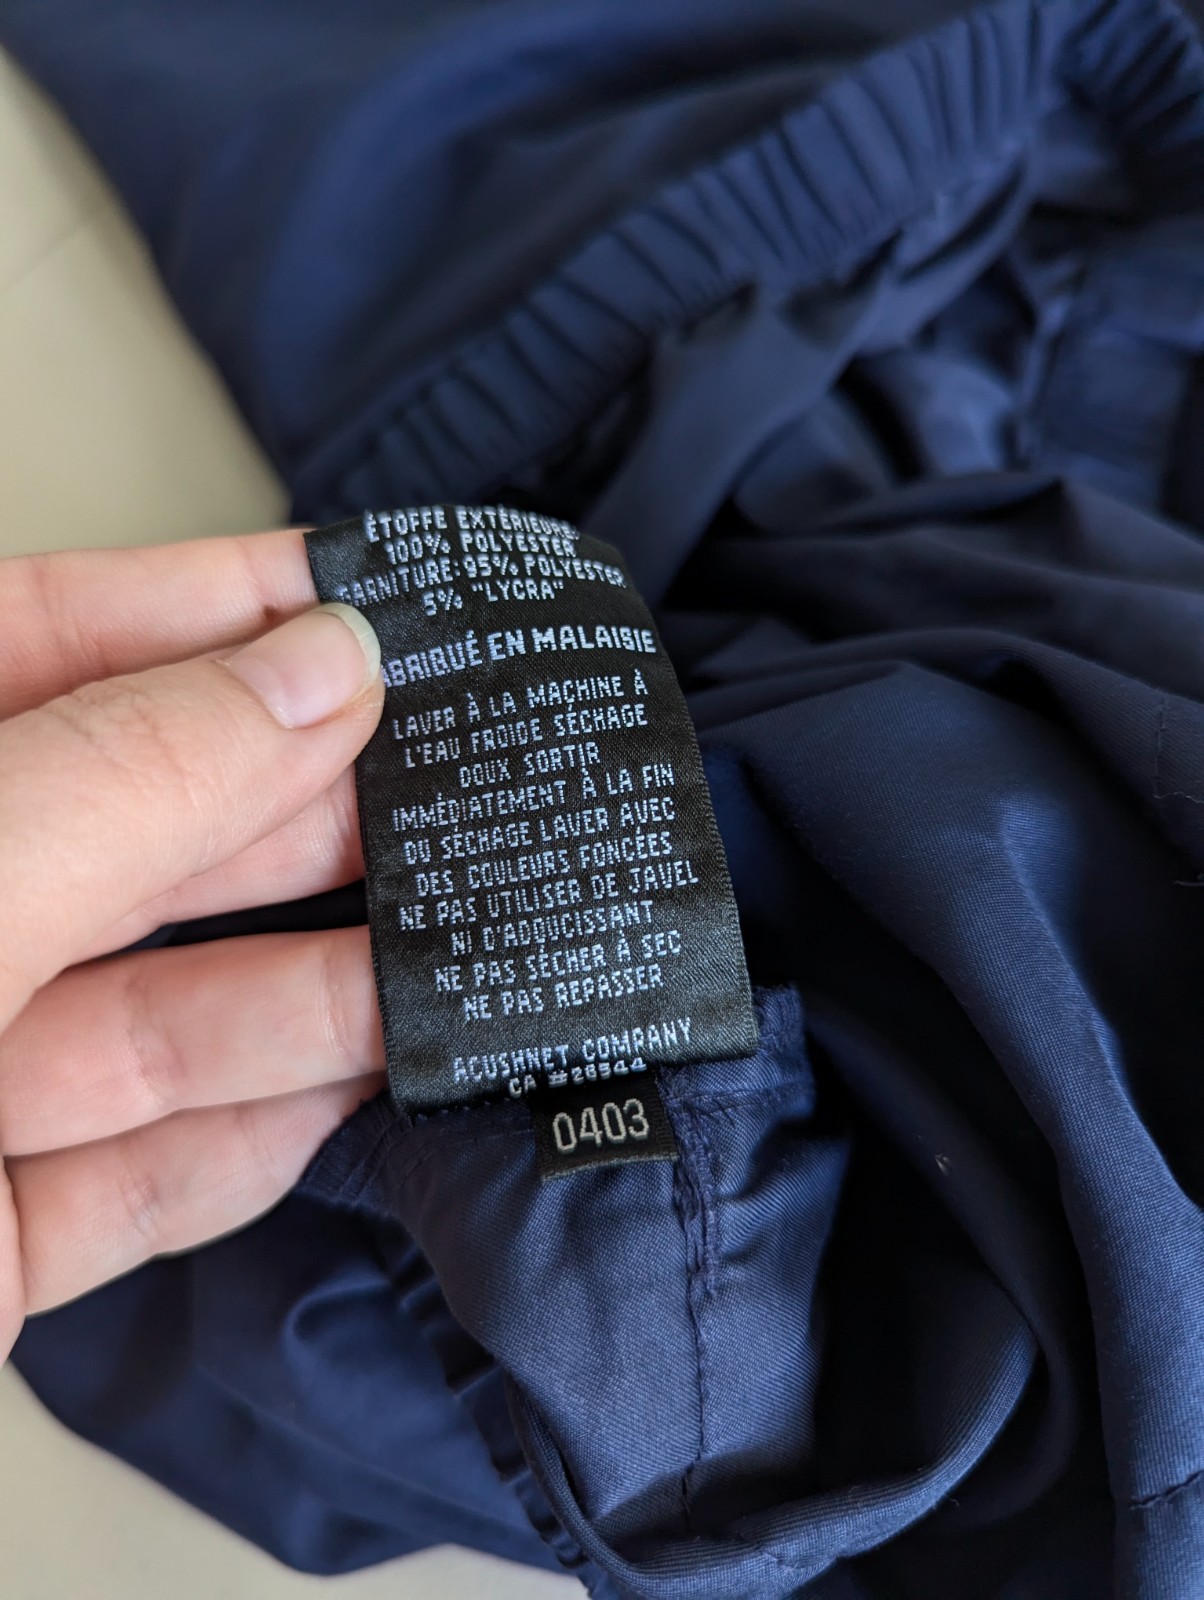 ÉTOFFE EXTÉRIEURE:
100% POLYESTER
GARNITURE: 95% POLYESTER
5% "LYCRA"
FABRIQUÉ EN MALAISIE
LAVER À LA MACHINE À
L'EAU FROIDE SÉCHAGE
DOUX SORTIR
IMMÉDIATEMENT À LA FIN
DU SÉCHAGE LAVER AVEC
DES COULEURS FONCÉES
NE PAS UTILISER DE JAVEL
NI D'ADOUCISSANT
NE PAS SÉCHER À SEC
NE PAS REPASSER
ACUSHNET COMPANY
CA #26544
0403